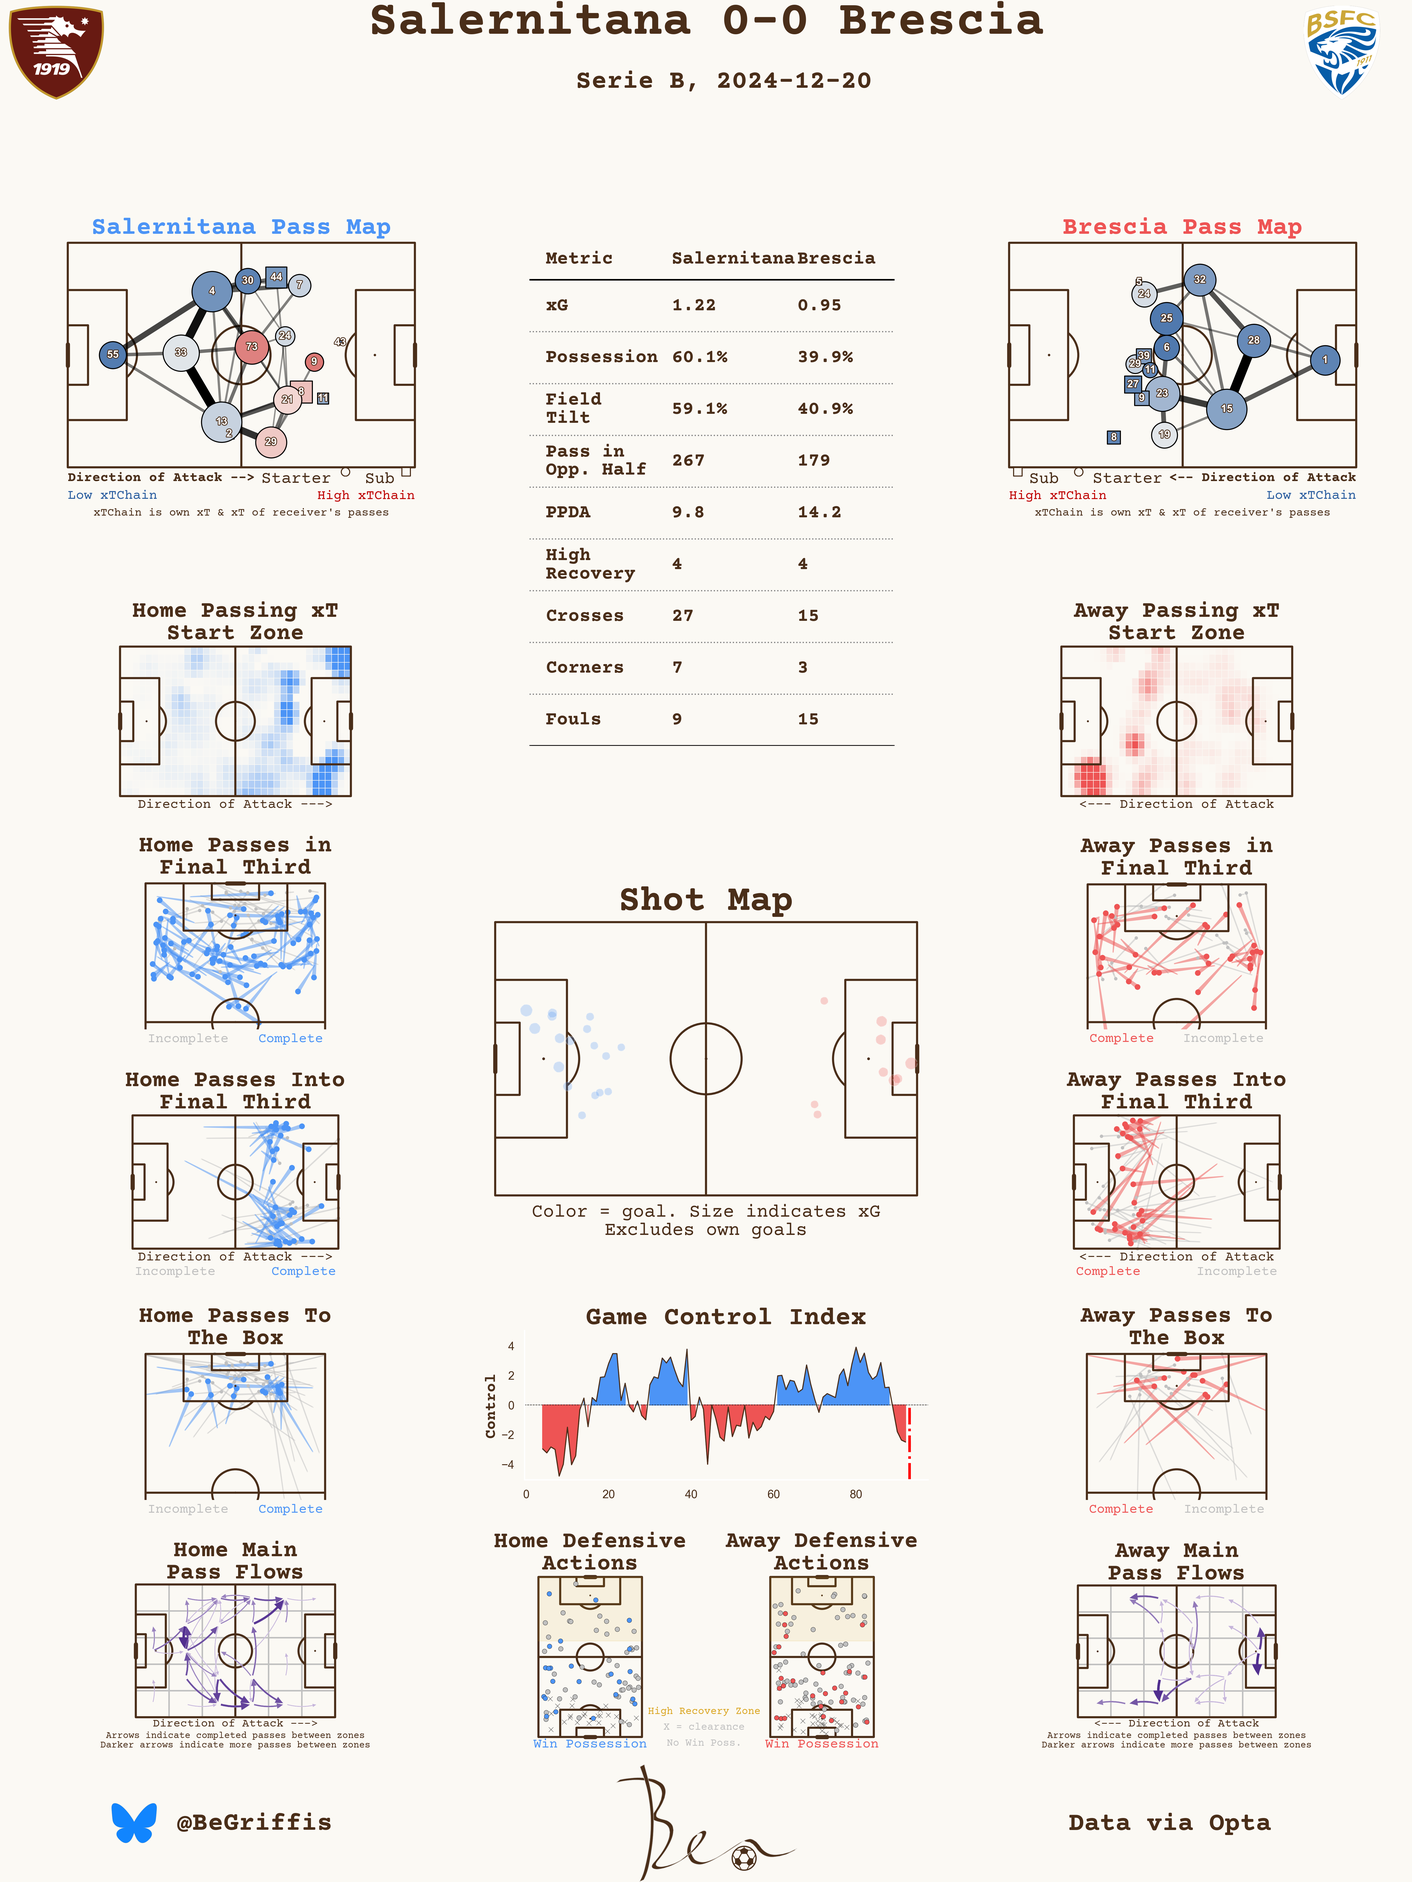 Salernitana 0-0 Brescia
Serie B, 2024-12-20
1919
BSFC
1911
Salernitana Pass Map
4
30
44
7
55
33
73
24
43
9
8
11
21
13
2
29
Direction of Attack --> Starter Sub
Low xTChain High xTChain
xTChain is own xT & xT of receiver's passes
Metric Salernitana Brescia
xG 1.22 0.95
Possession 60.1% 39.9%
Field
Tilt 59.1% 40.9%
Pass in
Opp. Half 267 179
PPDA 9.8 14.2
High
Recovery 4 4
Crosses 27 15
Corners 7 3
Fouls 9 15
Brescia Pass Map
5
24
32
25
6
39
29
11
27
9
23
28
1
15
19
8
Sub Starter <-- Direction of Attack
High xTChain Low xTChain
xTChain is own xT & xT of receiver's passes
Home Passing xT
Start Zone
Direction of Attack --->
Away Passing xT
Start Zone
<--- Direction of Attack
Home Passes in
Final Third
Incomplete Complete
Away Passes in
Final Third
Complete Incomplete
Shot Map
Color = goal. Size indicates xG
Excludes own goals
Home Passes Into
Final Third
Direction of Attack --->
Incomplete Complete
Away Passes Into
Final Third
<--- Direction of Attack
Complete Incomplete
Home Passes To
The Box
Incomplete Complete
Game Control Index
Control
4
2
0
−2
−4
0 20 40 60 80
Away Passes To
The Box
Complete Incomplete
Home Main
Pass Flows
Direction of Attack --->
Arrows indicate completed passes between zones
Darker arrows indicate more passes between zones
Home Defensive
Actions
Win Possession
High Recovery Zone
X = clearance
No Win Poss.
Away Defensive
Actions
Win Possession
Away Main
Pass Flows
<--- Direction of Attack
Arrows indicate completed passes between zones
Darker arrows indicate more passes between zones
@BeGriffis
Ben
Data via Opta